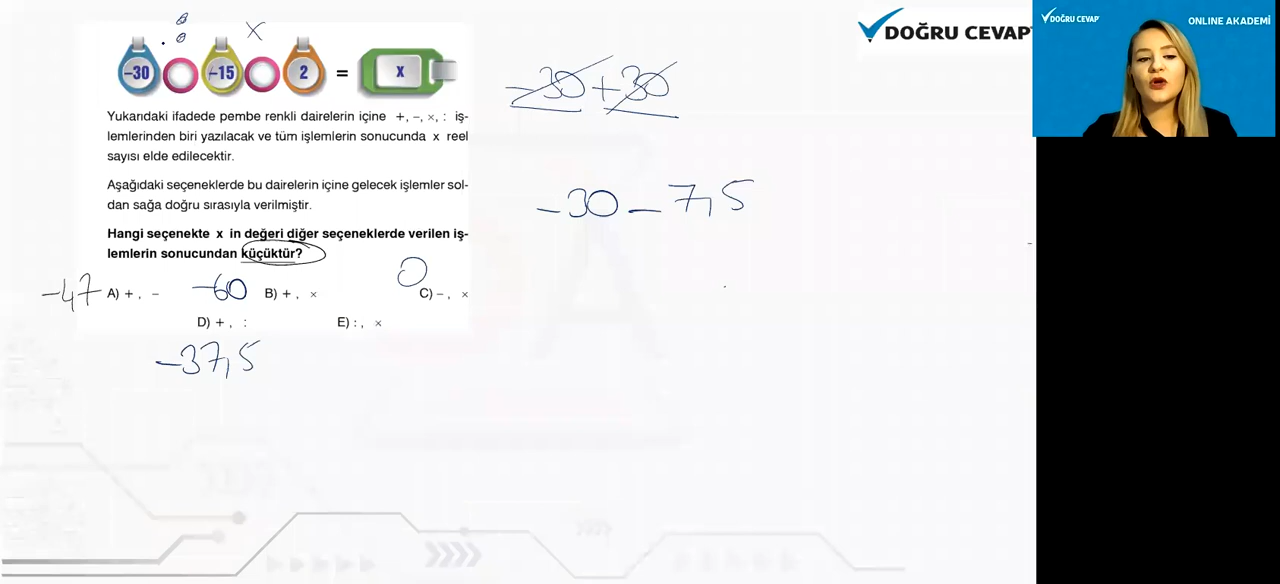 : ÷ ×
-30 -15 2 = x
Yukarıdaki ifadede pembe renkli dairelerin içine +, -, ×, : iş-
lemlerinden biri yazılacak ve tüm işlemlerin sonucunda x reel
sayısı elde edilecektir.
Aşağıdaki seçeneklerde bu dairelerin içine gelecek işlemler sol-
dan sağa doğru sırasıyla verilmiştir.
Hangi seçenekte x in değeri diğer seçeneklerde verilen iş-
lemlerin sonucundan küçüktür?
-47 A) + , - -60 B) + , × 0 C) - , ×
D) + , : E) : , ×
-37,5
-30 + 30
-30 - 7,5
DOĞRU CEVAP
DOĞRU CEVAP ONLINE AKADEMİ